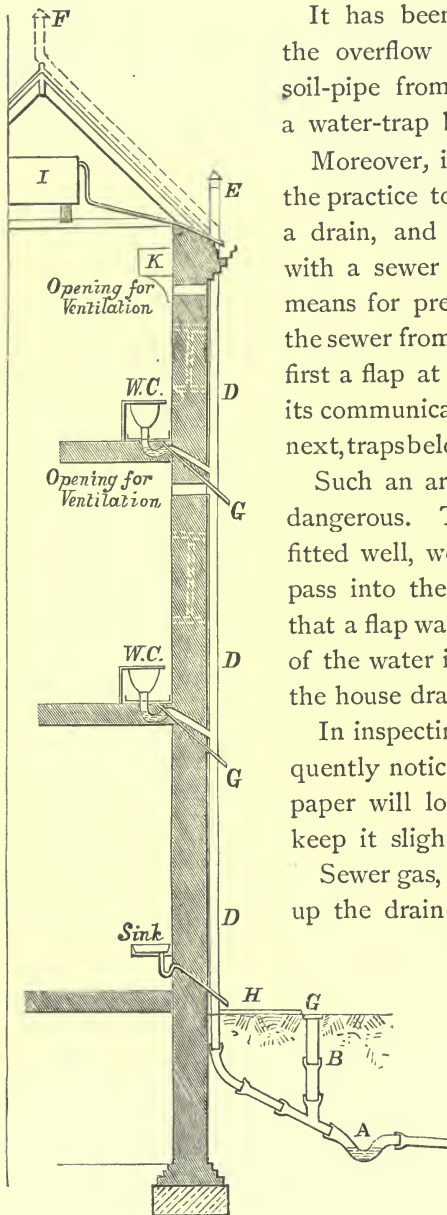 F
It has been
the overflow
soil-pipe from
a water-trap
Moreover, i
the practice to
a drain, and
with a sewer
means for pre
the sewer from
first a flap at
its communica
next, traps belo
Such an ar
dangerous. T
fitted well, we
pass into the
that a flap wa
of the water i
the house dra
In inspectin
quently notic
paper will lo
keep it sligh
Sewer gas,
up the drain
I
E
K
Opening for
Ventilation
W.C.
D
Opening for
Ventilation
G
W.C.
D
G
Sink
D
H
G
B
A